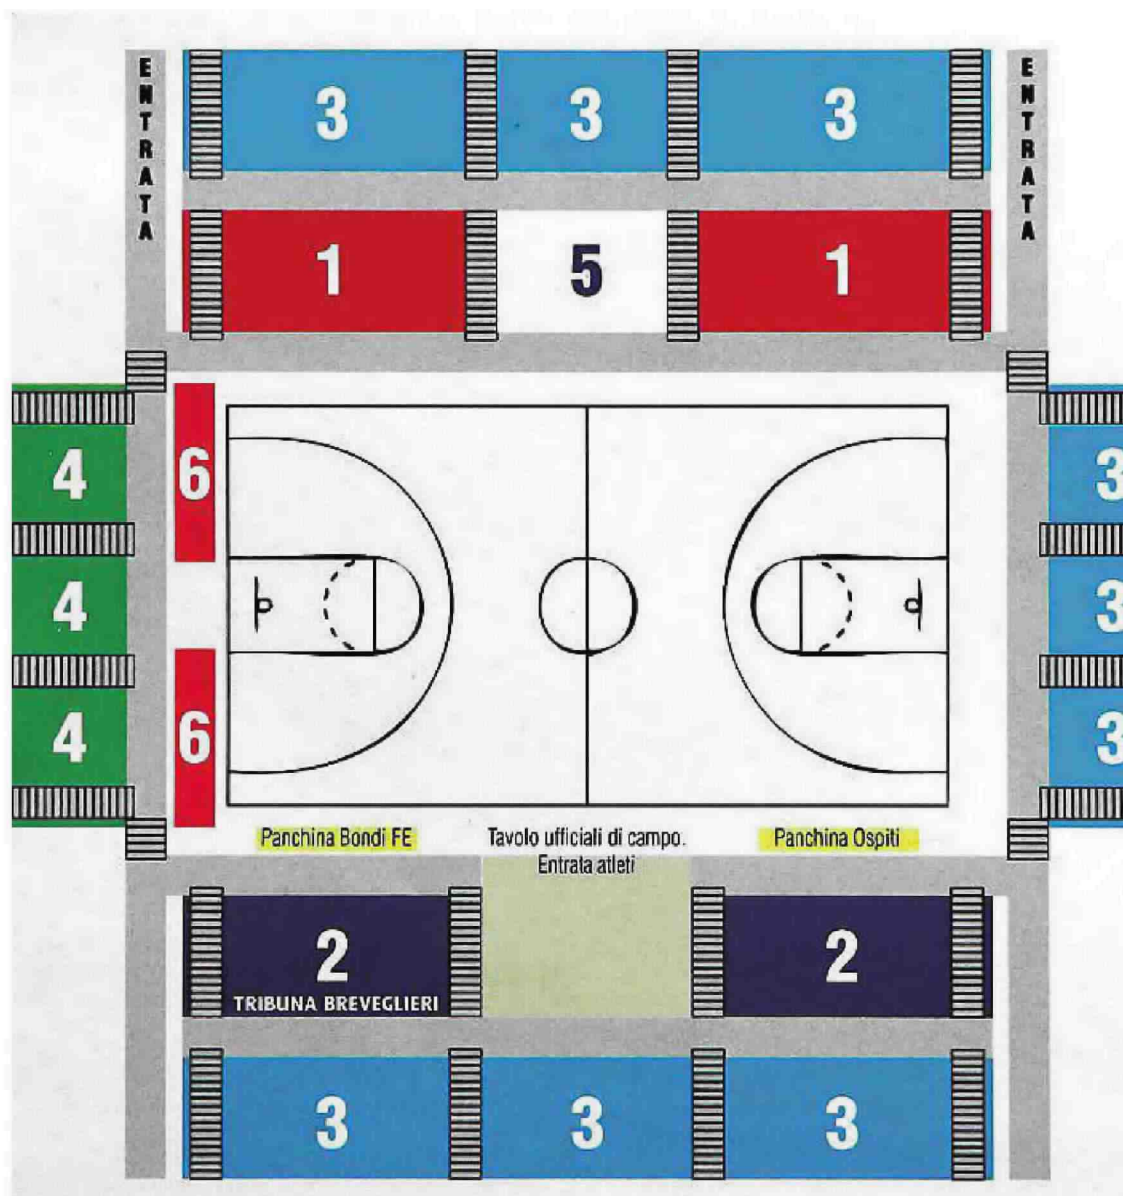 ENTRATA
3 3 3
ENTRATA
1 5 1
4 6 3
4 3
4 6 3
Panchina Bondi FE
Tavolo ufficiali di campo.
Entrata atleti
Panchina Ospiti
2 2
TRIBUNA BREVEGLIERI
3 3 3